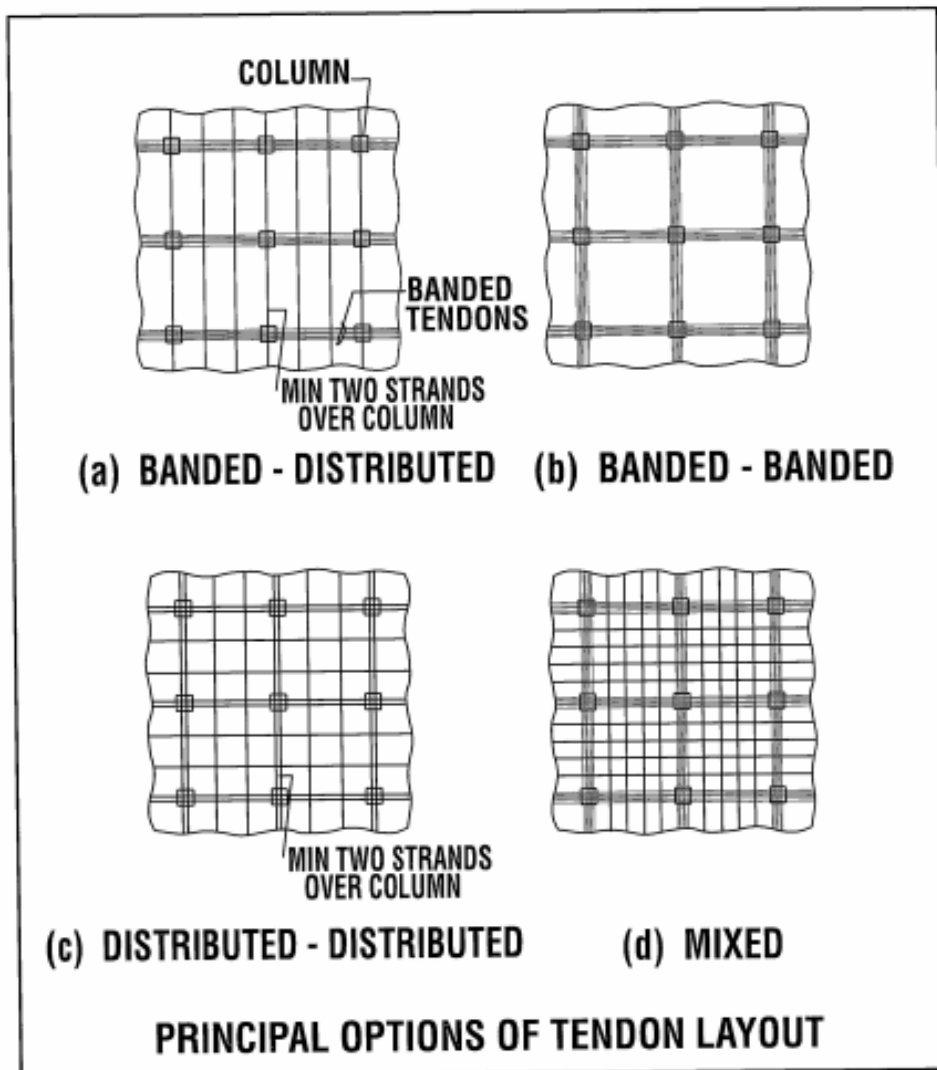 COLUMN
BANDED
TENDONS
MIN TWO STRANDS
OVER COLUMN
(a) BANDED - DISTRIBUTED
(b) BANDED - BANDED
MIN TWO STRANDS
OVER COLUMN
(c) DISTRIBUTED - DISTRIBUTED
(d) MIXED
PRINCIPAL OPTIONS OF TENDON LAYOUT